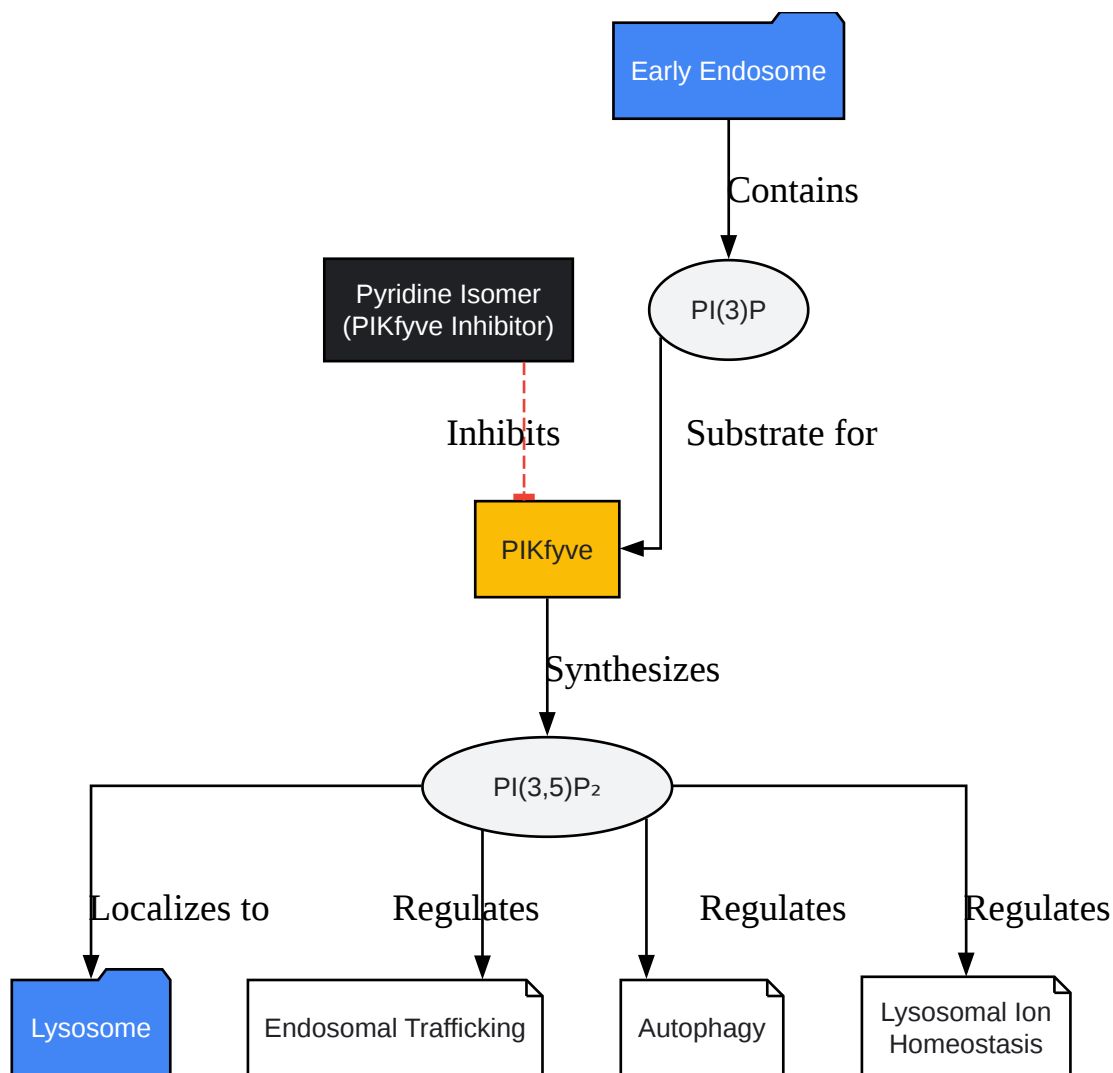 Early Endosome
Contains
Pyridine Isomer
(PIKfyve Inhibitor)
PI(3)P
Inhibits
Substrate for
PIKfyve
Synthesizes
PI(3,5)P₂
Localizes to
Regulates
Regulates
Regulates
Lysosome
Endosomal Trafficking
Autophagy
Lysosomal Ion
Homeostasis